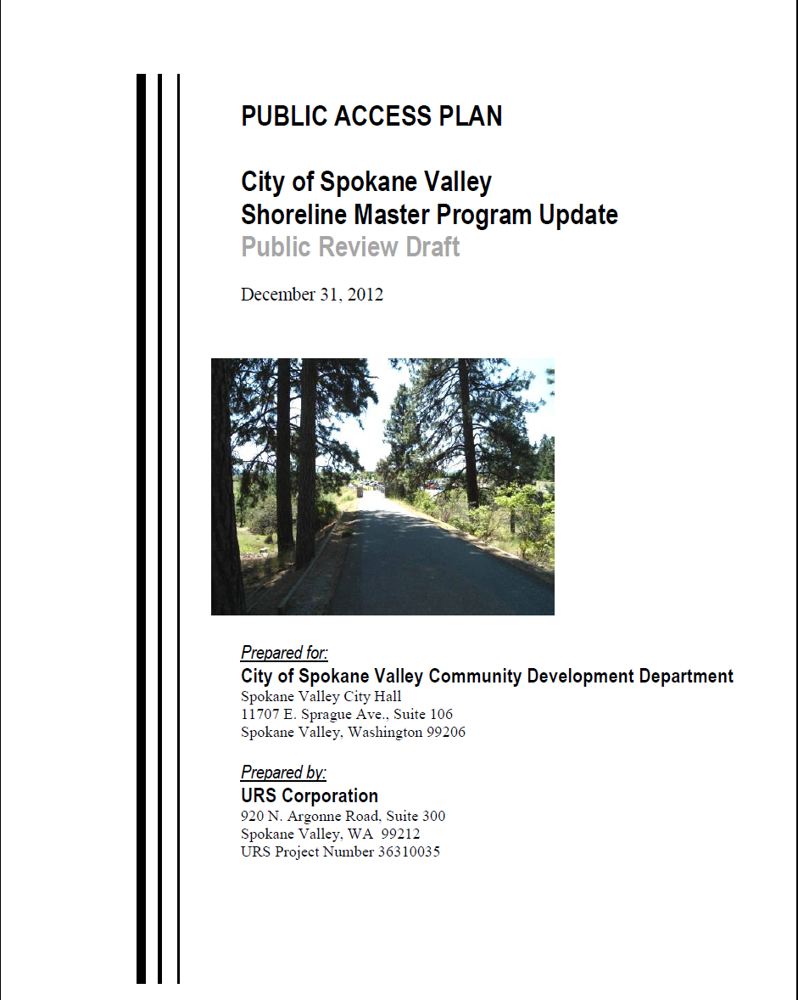 PUBLIC ACCESS PLAN
City of Spokane Valley
Shoreline Master Program Update
Public Review Draft
December 31, 2012
Prepared for:
City of Spokane Valley Community Development Department
Spokane Valley City Hall
11707 E. Sprague Ave., Suite 106
Spokane Valley, Washington 99206
Prepared by:
URS Corporation
920 N. Argonne Road, Suite 300
Spokane Valley, WA  99212
URS Project Number 36310035